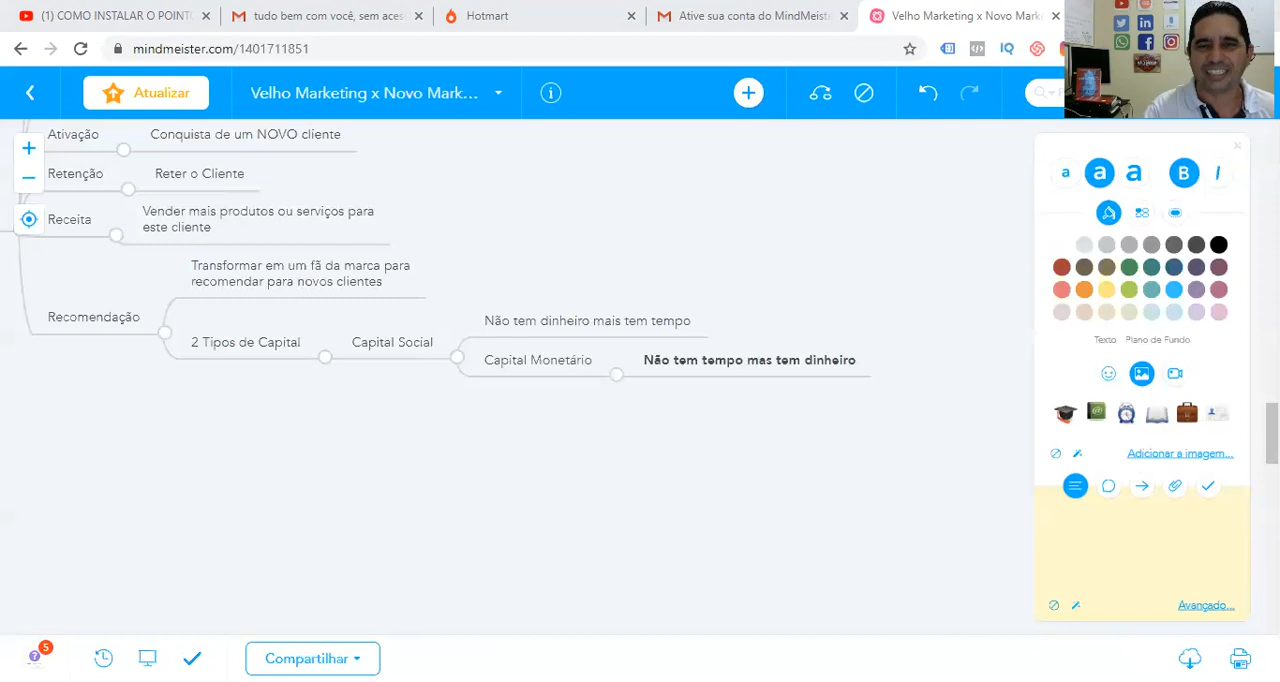 (1) COMO INSTALAR O POINT
tudo bem com você, sem aces
Hotmart
Ative sua conta do MindMeiste
Velho Marketing x Novo Mark
mindmeister.com/1401711851
IQ
Atualizar
Velho Marketing x Novo Mark...
Ativação
Conquista de um NOVO cliente
Retenção
Reter o Cliente
Receita
Vender mais produtos ou serviços para
este cliente
Transformar em um fã da marca para
recomendar para novos clientes
Recomendação
2 Tipos de Capital
Capital Social
Não tem dinheiro mais tem tempo
Capital Monetário
Não tem tempo mas tem dinheiro
a a a B I
Texto Plano de Fundo
Adicionar a imagem...
Avançado...
5
Compartilhar